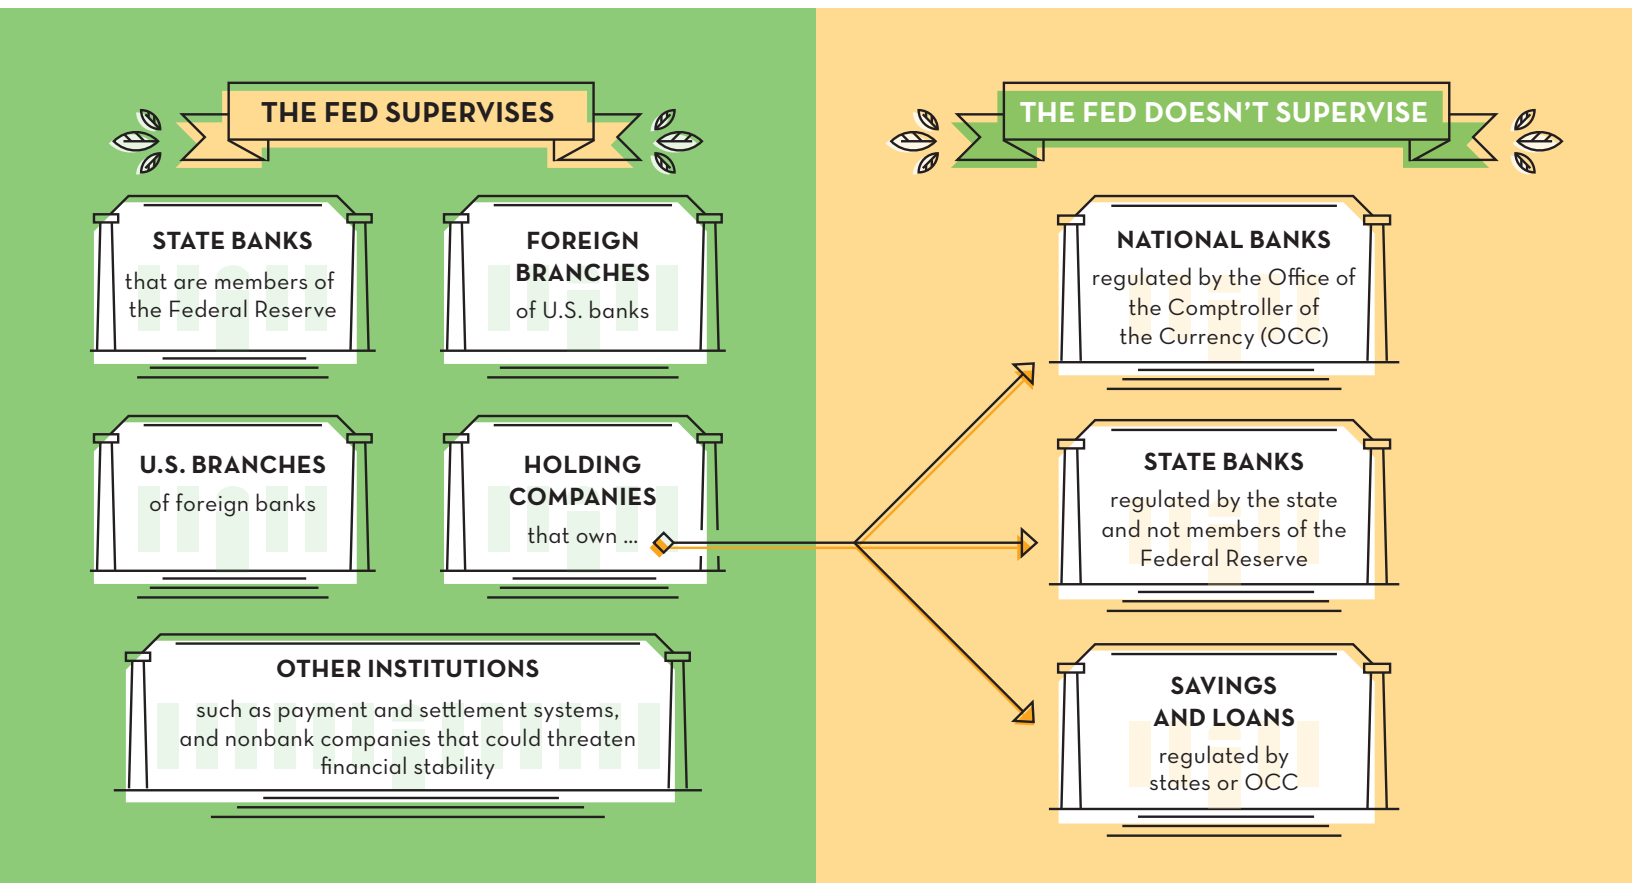 THE FED SUPERVISES
STATE BANKS
that are members of
the Federal Reserve
FOREIGN
BRANCHES
of U.S. banks
U.S. BRANCHES
of foreign banks
HOLDING
COMPANIES
that own ...
OTHER INSTITUTIONS
such as payment and settlement systems,
and nonbank companies that could threaten
financial stability
THE FED DOESN’T SUPERVISE
NATIONAL BANKS
regulated by the Office of
the Comptroller of
the Currency (OCC)
STATE BANKS
regulated by the state
and not members of the
Federal Reserve
SAVINGS
AND LOANS
regulated by
states or OCC